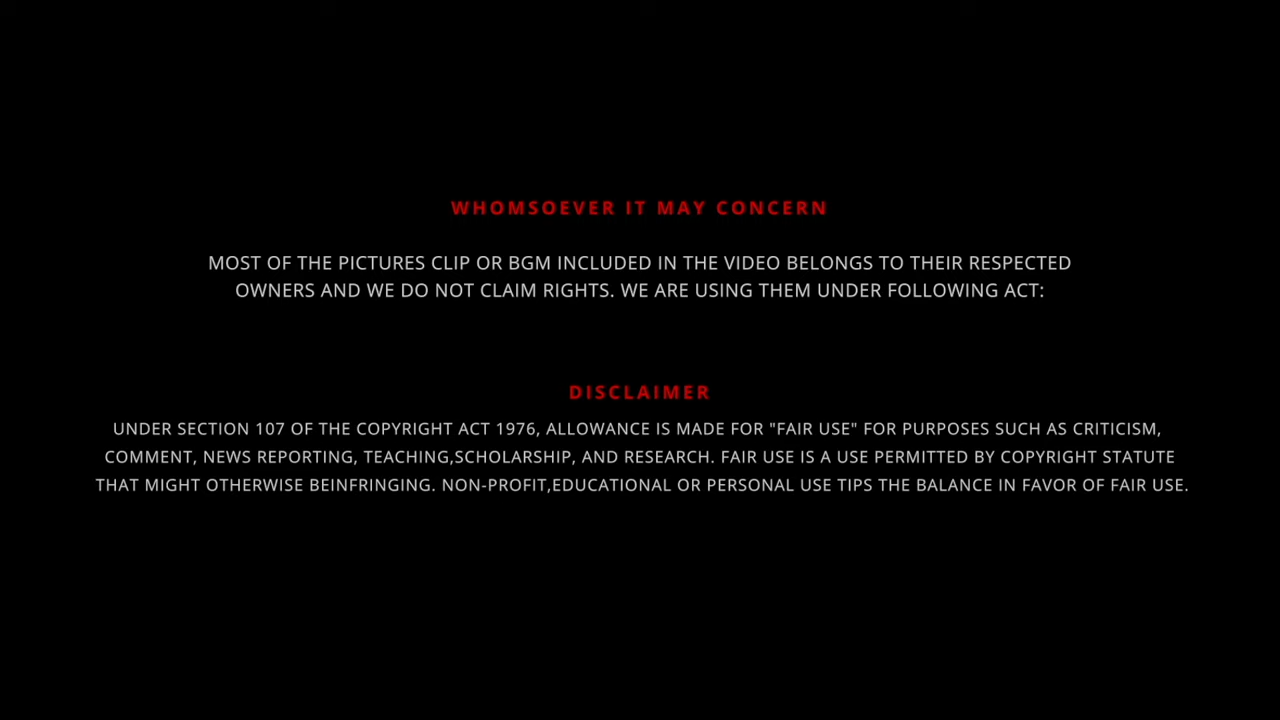 WHOMSOEVER IT MAY CONCERN
MOST OF THE PICTURES CLIP OR BGM INCLUDED IN THE VIDEO BELONGS TO THEIR RESPECTED
OWNERS AND WE DO NOT CLAIM RIGHTS. WE ARE USING THEM UNDER FOLLOWING ACT:
DISCLAIMER
UNDER SECTION 107 OF THE COPYRIGHT ACT 1976, ALLOWANCE IS MADE FOR "FAIR USE" FOR PURPOSES SUCH AS CRITICISM,
COMMENT, NEWS REPORTING, TEACHING,SCHOLARSHIP, AND RESEARCH. FAIR USE IS A USE PERMITTED BY COPYRIGHT STATUTE
THAT MIGHT OTHERWISE BEINFRINGING. NON-PROFIT,EDUCATIONAL OR PERSONAL USE TIPS THE BALANCE IN FAVOR OF FAIR USE.